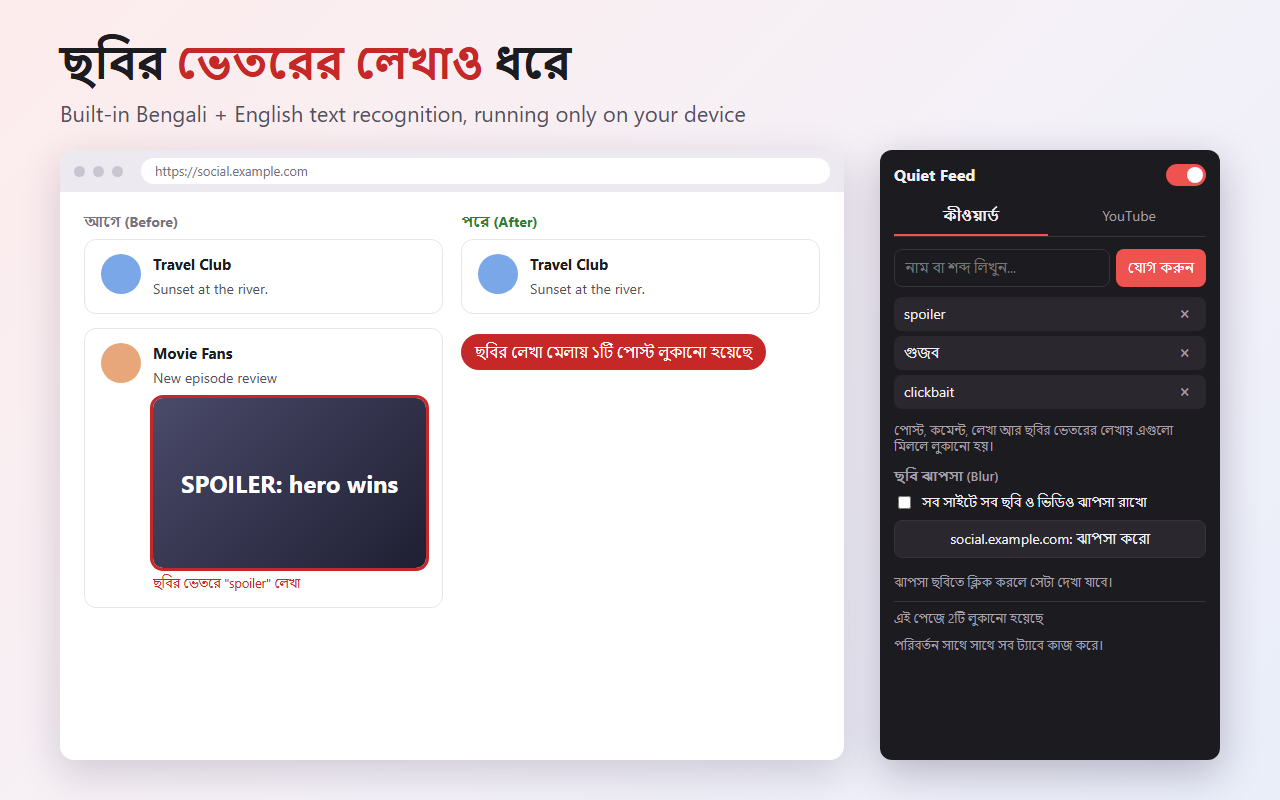 ছবির ভেতরের লেখাও ধরে
Built-in Bengali + English text recognition, running only on your device
https://social.example.com
আগে (Before)
Travel Club
Sunset at the river.
Movie Fans
New episode review
SPOILER: hero wins
ছবির ভেতরে "spoiler" লেখা
পরে (After)
Travel Club
Sunset at the river.
ছবির লেখা মেলায় ১টি পোস্ট লুকানো হয়েছে
Quiet Feed
কীওয়ার্ড
YouTube
নাম বা শব্দ লিখুন...
যোগ করুন
spoiler ×
গুজব ×
clickbait ×
পোস্ট, কমেন্ট, লেখা আর ছবির ভেতরের লেখায় এগুলো
মিললে লুকানো হয়।
ছবি ঝাপসা (Blur)
সব সাইটে সব ছবি ও ভিডিও ঝাপসা রাখো
social.example.com: ঝাপসা করো
ঝাপসা ছবিতে ক্লিক করলে সেটা দেখা যাবে।
এই পেজে 2টি লুকানো হয়েছে
পরিবর্তন সাথে সাথে সব ট্যাবে কাজ করে।